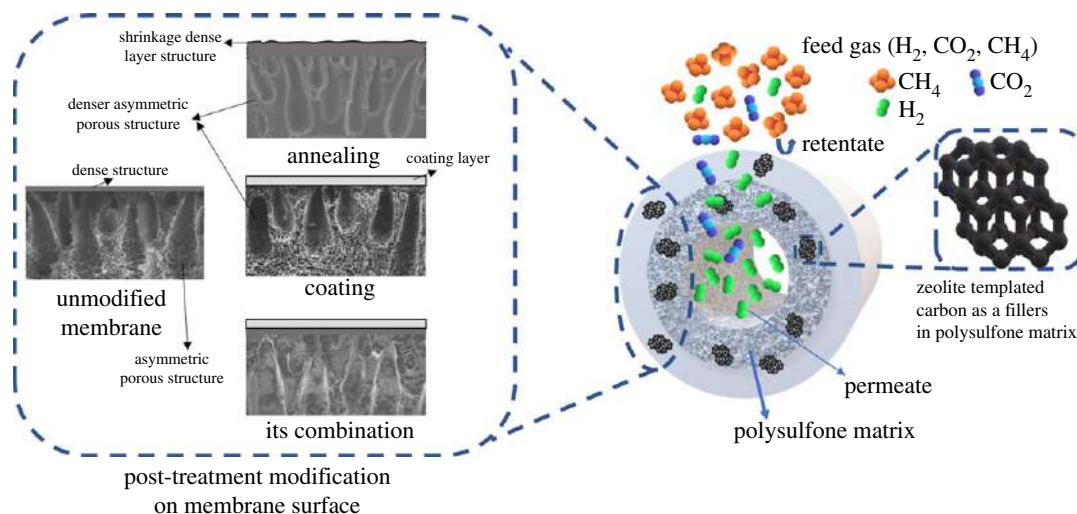 shrinkage dense
layer structure
denser asymmetric
porous structure
annealing
dense structure
coating layer
unmodified
membrane
coating
asymmetric
porous structure
its combination
post-treatment modification
on membrane surface
feed gas (H₂, CO₂, CH₄)
CH₄ CO₂
H₂
retentate
zeolite templated
carbon as a fillers
in polysulfone matrix
permeate
polysulfone matrix